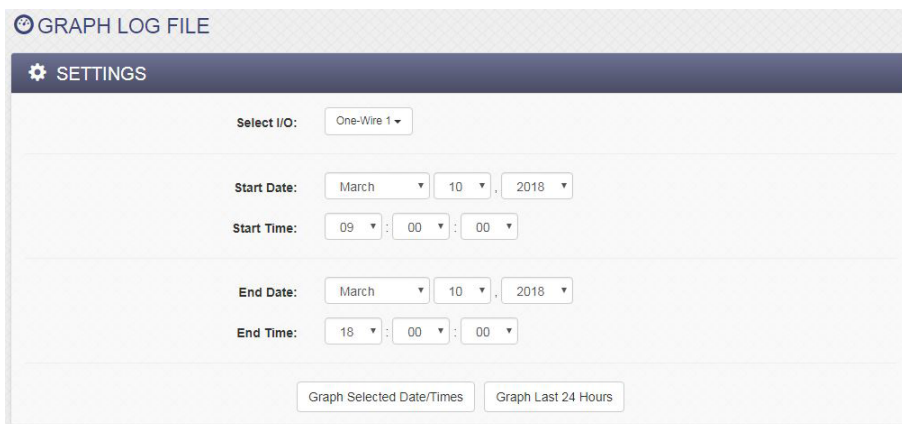 GRAPH LOG FILE
SETTINGS
Select I/O: One-Wire 1
Start Date: March 10 , 2018
Start Time: 09 : 00 : 00
End Date: March 10 , 2018
End Time: 18 : 00 : 00
Graph Selected Date/Times Graph Last 24 Hours